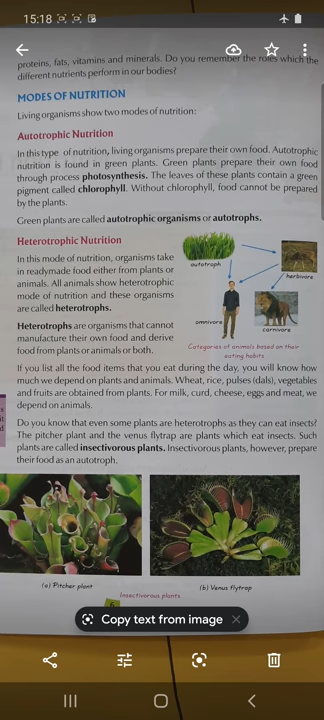 15:18
proteins, fats, vitamins and minerals. Do you remember the roles which the
different nutrients perform in our bodies?
MODES OF NUTRITION
Living organisms show two modes of nutrition:
Autotrophic Nutrition
In this type of nutrition, living organisms prepare their own food. Autotrophic
nutrition is found in green plants. Green plants prepare their own food
through process photosynthesis. The leaves of these plants contain a green
pigment called chlorophyll. Without chlorophyll, food cannot be prepared
by the plants.
Green plants are called autotrophic organisms or autotrophs.
Heterotrophic Nutrition
In this mode of nutrition, organisms take
in readymade food either from plants or
animals. All animals show heterotrophic
mode of nutrition and these organisms
are called heterotrophs.
Heterotrophs are organisms that cannot
manufacture their own food and derive
food from plants or animals or both.
autotroph
herbivore
omnivore
carnivore
Categories of animals based on their
eating habits
If you list all the food items that you eat during the day, you will know how
much we depend on plants and animals. Wheat, rice, pulses (dals), vegetables
and fruits are obtained from plants. For milk, curd, cheese, eggs and meat, we
depend on animals.
Do you know that even some plants are heterotrophs as they can eat insects?
The pitcher plant and the venus flytrap are plants which eat insects. Such
plants are called insectivorous plants. Insectivorous plants, however, prepare
their food as an autotroph.
(a) Pitcher plant
(b) Venus flytrap
Insectivorous plants
6
Copy text from image